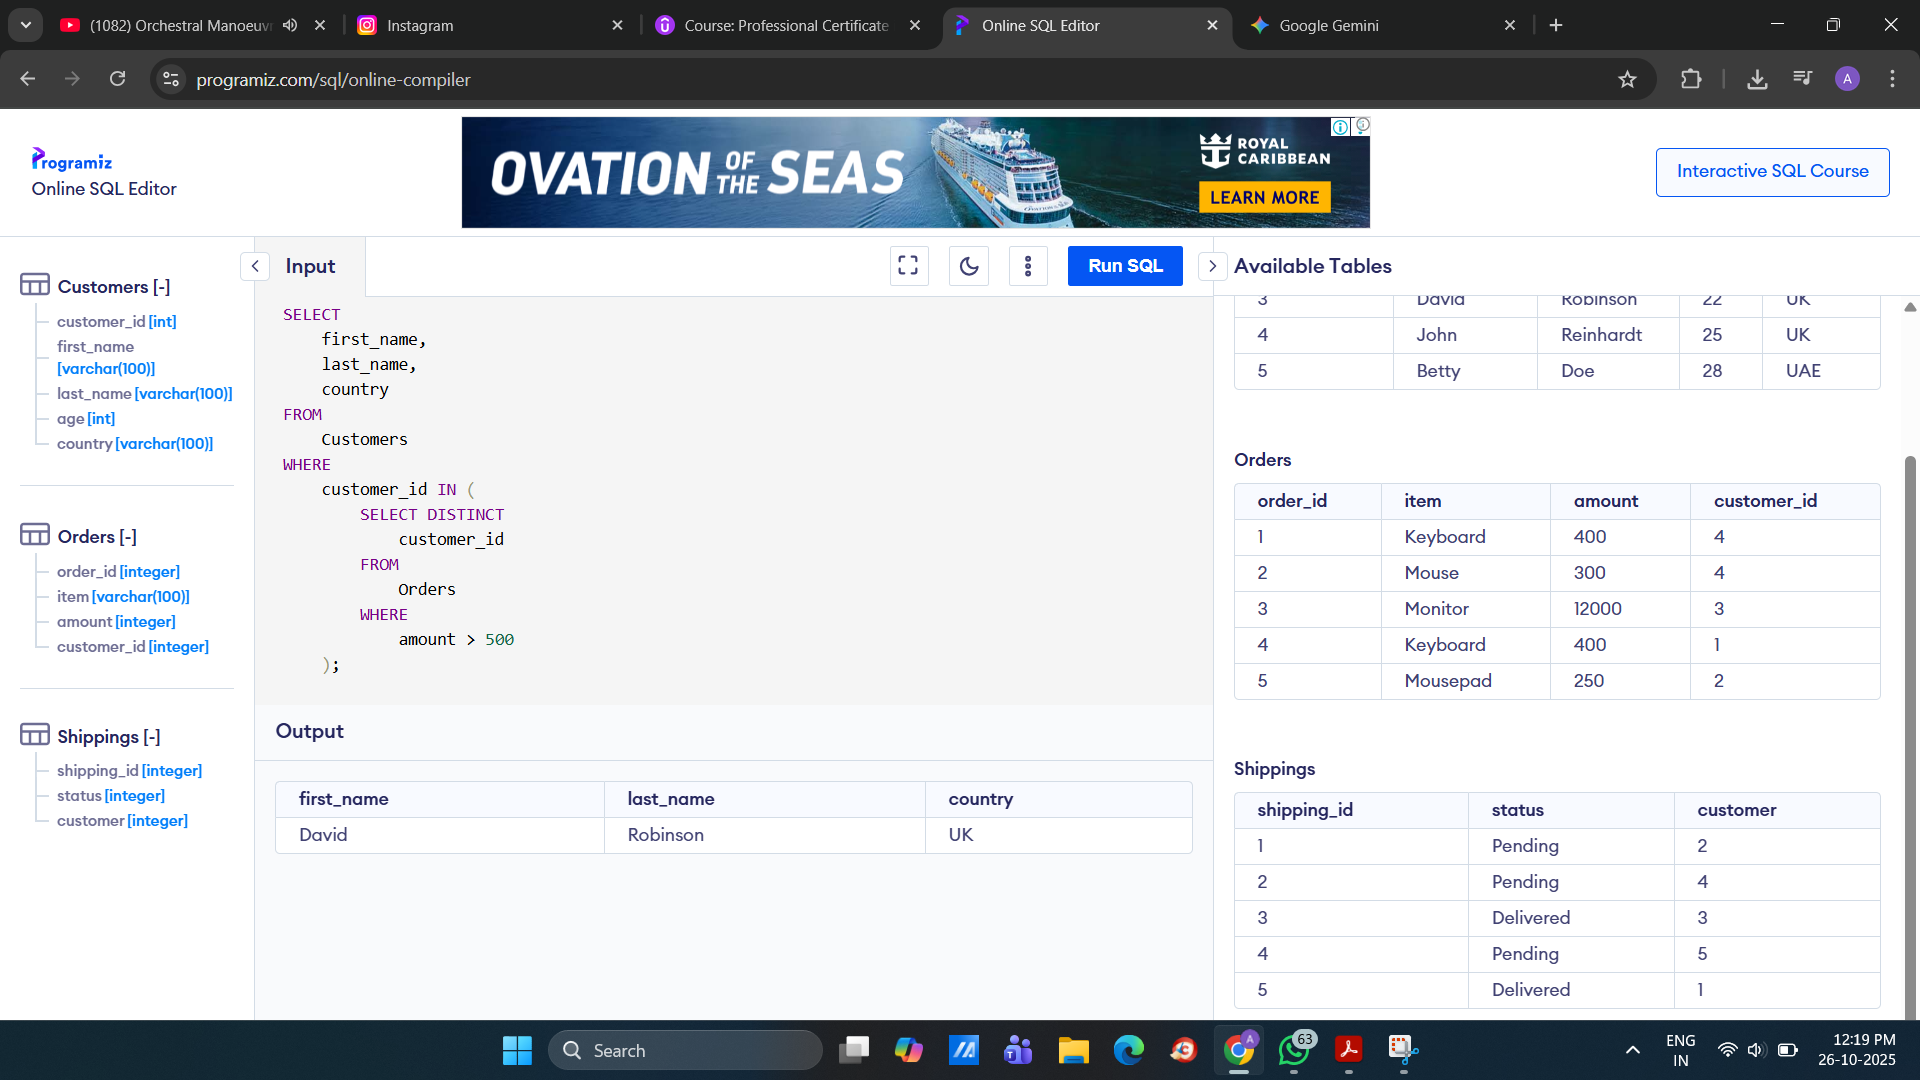 (1082) Orchestral Manoeuvr
Instagram
Course: Professional Certificate
Online SQL Editor
Google Gemini
programiz.com/sql/online-compiler
A
Programiz
Online SQL Editor
OVATION OF THE SEAS
ROYAL CARIBBEAN
LEARN MORE
Interactive SQL Course
Customers [-]
customer_id [int]
first_name
[varchar(100)]
last_name [varchar(100)]
age [int]
country [varchar(100)]
Orders [-]
order_id [integer]
item [varchar(100)]
amount [integer]
customer_id [integer]
Shippings [-]
shipping_id [integer]
status [integer]
customer [integer]
Input
Run SQL
SELECT
first_name,
last_name,
country
FROM
Customers
WHERE
customer_id IN (
SELECT DISTINCT
customer_id
FROM
Orders
WHERE
amount > 500
);
Output
first_name last_name country
David Robinson UK
Available Tables
3 David Robinson 22 UK
4 John Reinhardt 25 UK
5 Betty Doe 28 UAE
Orders
order_id item amount customer_id
1 Keyboard 400 4
2 Mouse 300 4
3 Monitor 12000 3
4 Keyboard 400 1
5 Mousepad 250 2
Shippings
shipping_id status customer
1 Pending 2
2 Pending 4
3 Delivered 3
4 Pending 5
5 Delivered 1
Search
A
63
ENG
IN
12:19 PM
26-10-2025